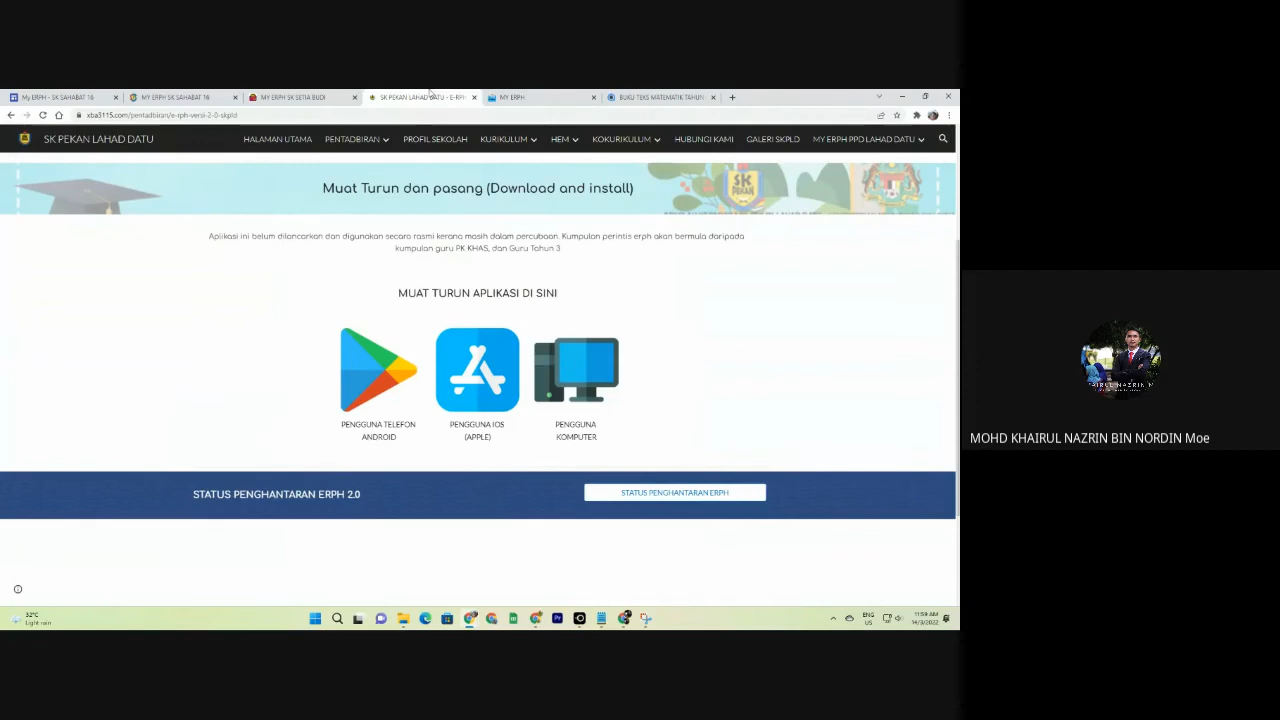 My ERPH - SK SAHABAT 16
MY ERPH SK SAHABAT 16
MY ERPH SK SETIA BUDI
SK PEKAN LAHAD DATU - E-RPH
MY ERPH
BUKU TEKS MATEMATIK TAHUN
xba3115.com/pentadbiran/e-rph-versi-2-0-skpld
SK PEKAN LAHAD DATU
HALAMAN UTAMA
PENTADBIRAN
PROFIL SEKOLAH
KURIKULUM
HEM
KOKURIKULUM
HUBUNGI KAMI
GALERI SKPLD
MY ERPH PPD LAHAD DATU
Muat Turun dan pasang (Download and install)
SK
PEKAN
Aplikasi ini belum dilancarkan dan digunakan secara rasmi kerana masih dalam percubaan. Kumpulan perintis erph akan bermula daripada
kumpulan guru PK KHAS, dan Guru Tahun 3
MUAT TURUN APLIKASI DI SINI
PENGGUNA TELEFON
ANDROID
PENGGUNA IOS
(APPLE)
PENGGUNA
KOMPUTER
STATUS PENGHANTARAN ERPH 2.0
STATUS PENGHANTARAN ERPH
MOHD KHAIRUL NAZRIN BIN NORDIN Moe
32°C
Light rain
ENG
US
11:59 AM
14/3/2022